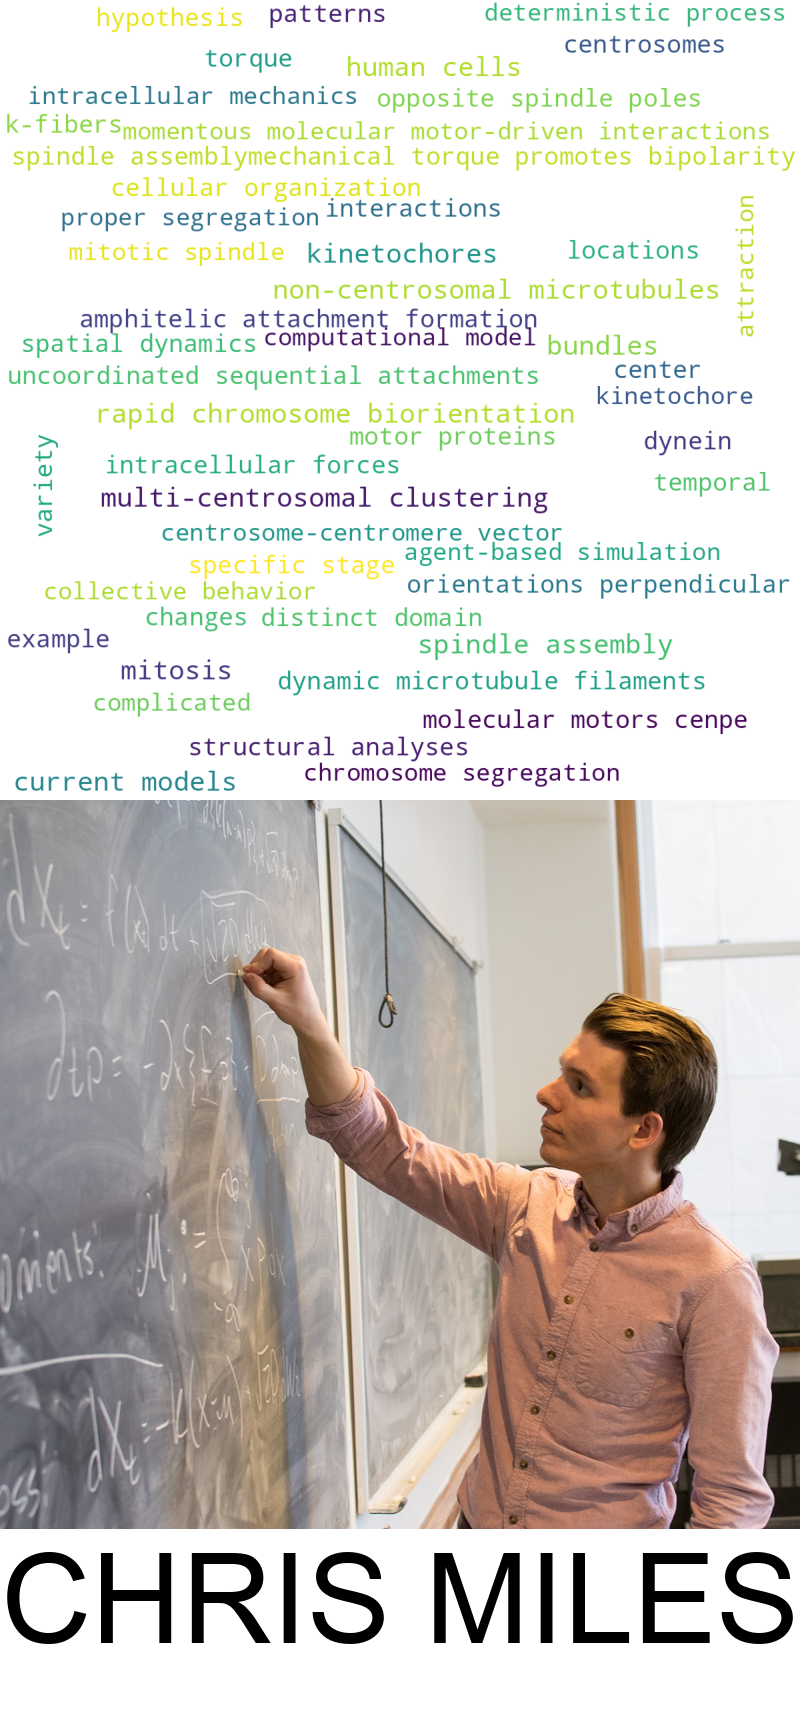 hypothesis patterns deterministic process
torque centrosomes
human cells
intracellular mechanics opposite spindle poles
k-fibers momentous molecular motor-driven interactions
spindle assemblymechanical torque promotes bipolarity
cellular organization
proper segregation interactions
attraction
mitotic spindle kinetochores locations
non-centrosomal microtubules
amphitelic attachment formation
spatial dynamics computational model bundles
uncoordinated sequential attachments center
kinetochore
rapid chromosome biorientation
motor proteins dynein
variety
intracellular forces
temporal
multi-centrosomal clustering
centrosome-centromere vector
agent-based simulation
specific stage
collective behavior orientations perpendicular
changes distinct domain
example spindle assembly
mitosis dynamic microtubule filaments
complicated
molecular motors cenpe
structural analyses
current models chromosome segregation
dXt = f(x) dt +
∂tp = -∂x{
oments:
dXt = -k(x-u)
CHRIS MILES